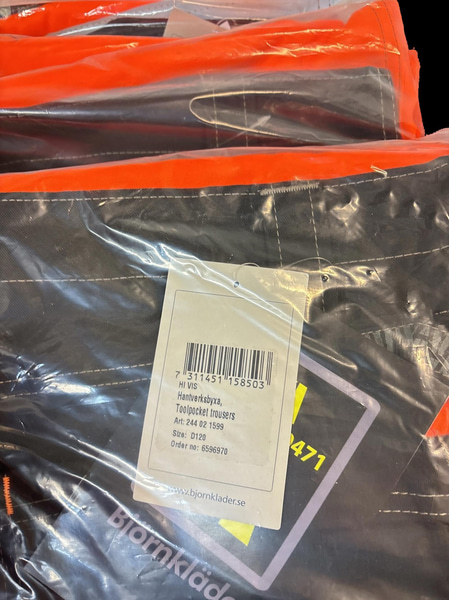 7 311451 158503
HI VIS
Hantverksbyxa,
Toolpocket trousers
Art: 244 02 1599
Size: D120
Order no: 6596970
www.bjornklader.se
0471
Björnkläder